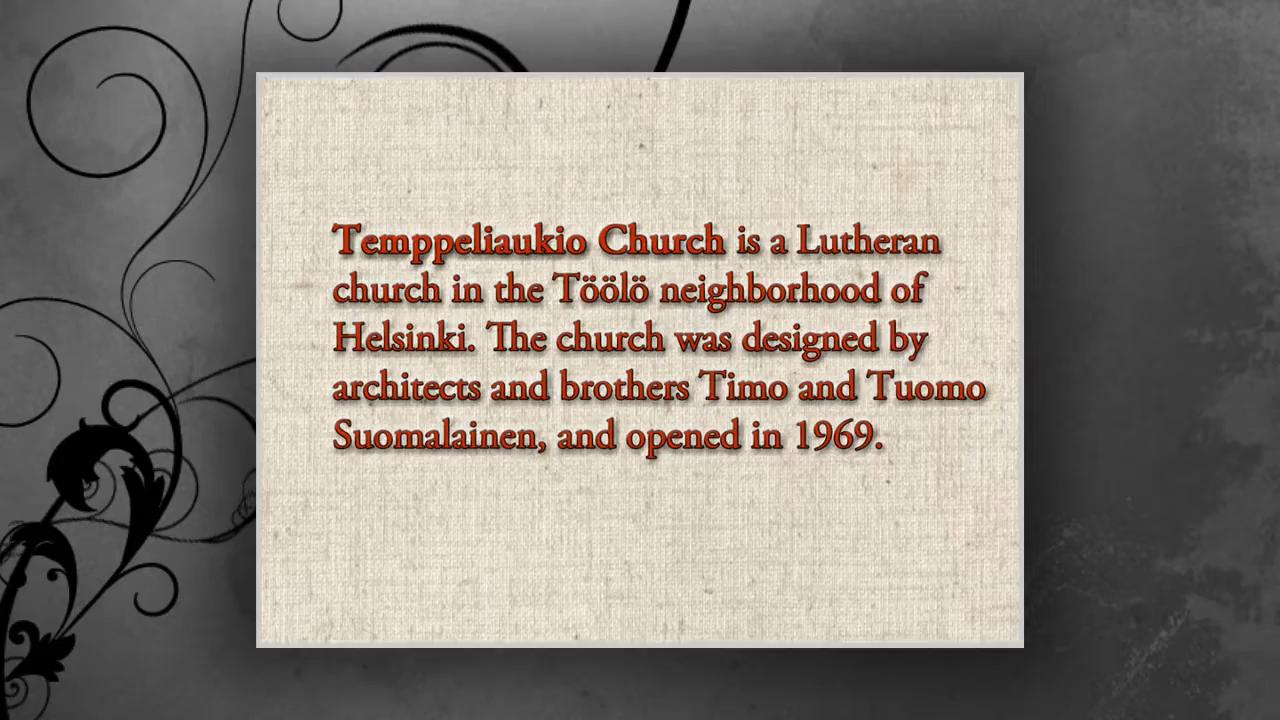 Temppeliaukio Church is a Lutheran
church in the Töölö neighborhood of
Helsinki. The church was designed by
architects and brothers Timo and Tuomo
Suomalainen, and opened in 1969.